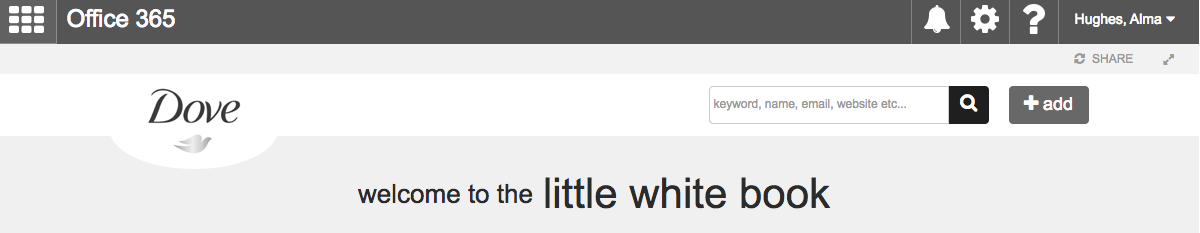 Office 365
Hughes, Alma
SHARE
Dove
keyword, name, email, website etc...
add
welcome to the little white book